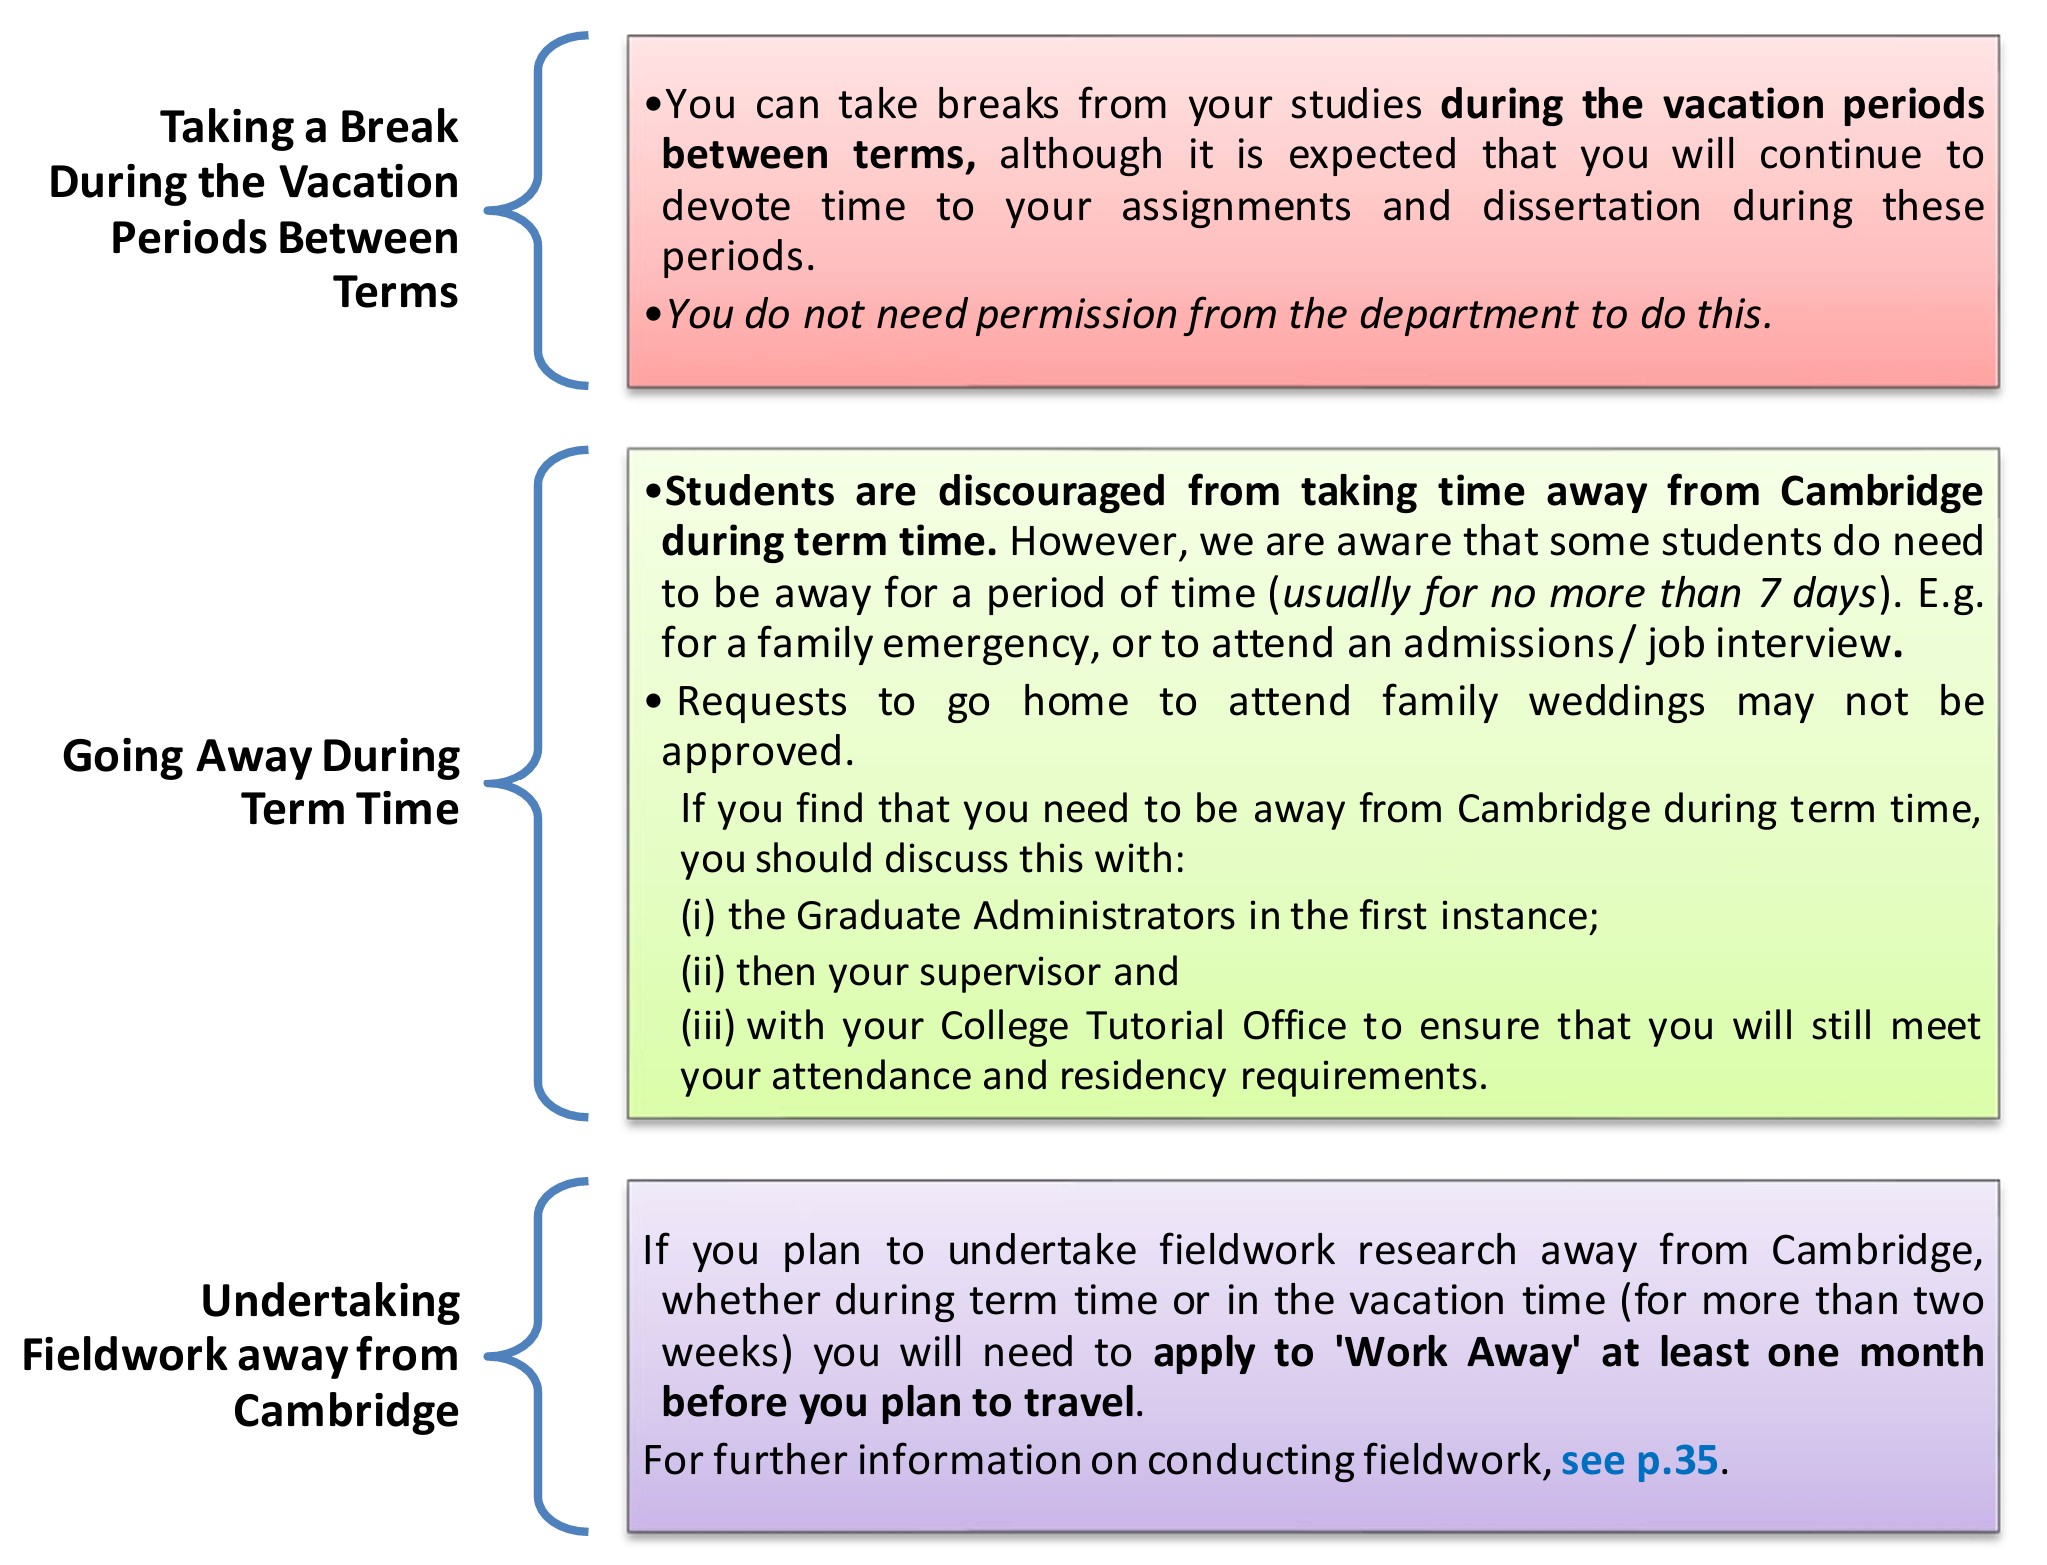 Taking a Break
During the Vacation
Periods Between
Terms
•You can take breaks from your studies during the vacation periods
between terms, although it is expected that you will continue to
devote time to your assignments and dissertation during these
periods.
•You do not need permission from the department to do this.
Going Away During
Term Time
•Students are discouraged from taking time away from Cambridge
during term time. However, we are aware that some students do need
to be away for a period of time (usually for no more than 7 days). E.g.
for a family emergency, or to attend an admissions/ job interview.
• Requests to go home to attend family weddings may not be
approved.
If you find that you need to be away from Cambridge during term time,
you should discuss this with:
(i) the Graduate Administrators in the first instance;
(ii) then your supervisor and
(iii) with your College Tutorial Office to ensure that you will still meet
your attendance and residency requirements.
Undertaking
Fieldwork away from
Cambridge
If you plan to undertake fieldwork research away from Cambridge,
whether during term time or in the vacation time (for more than two
weeks) you will need to apply to 'Work Away' at least one month
before you plan to travel.
For further information on conducting fieldwork, see p.35.